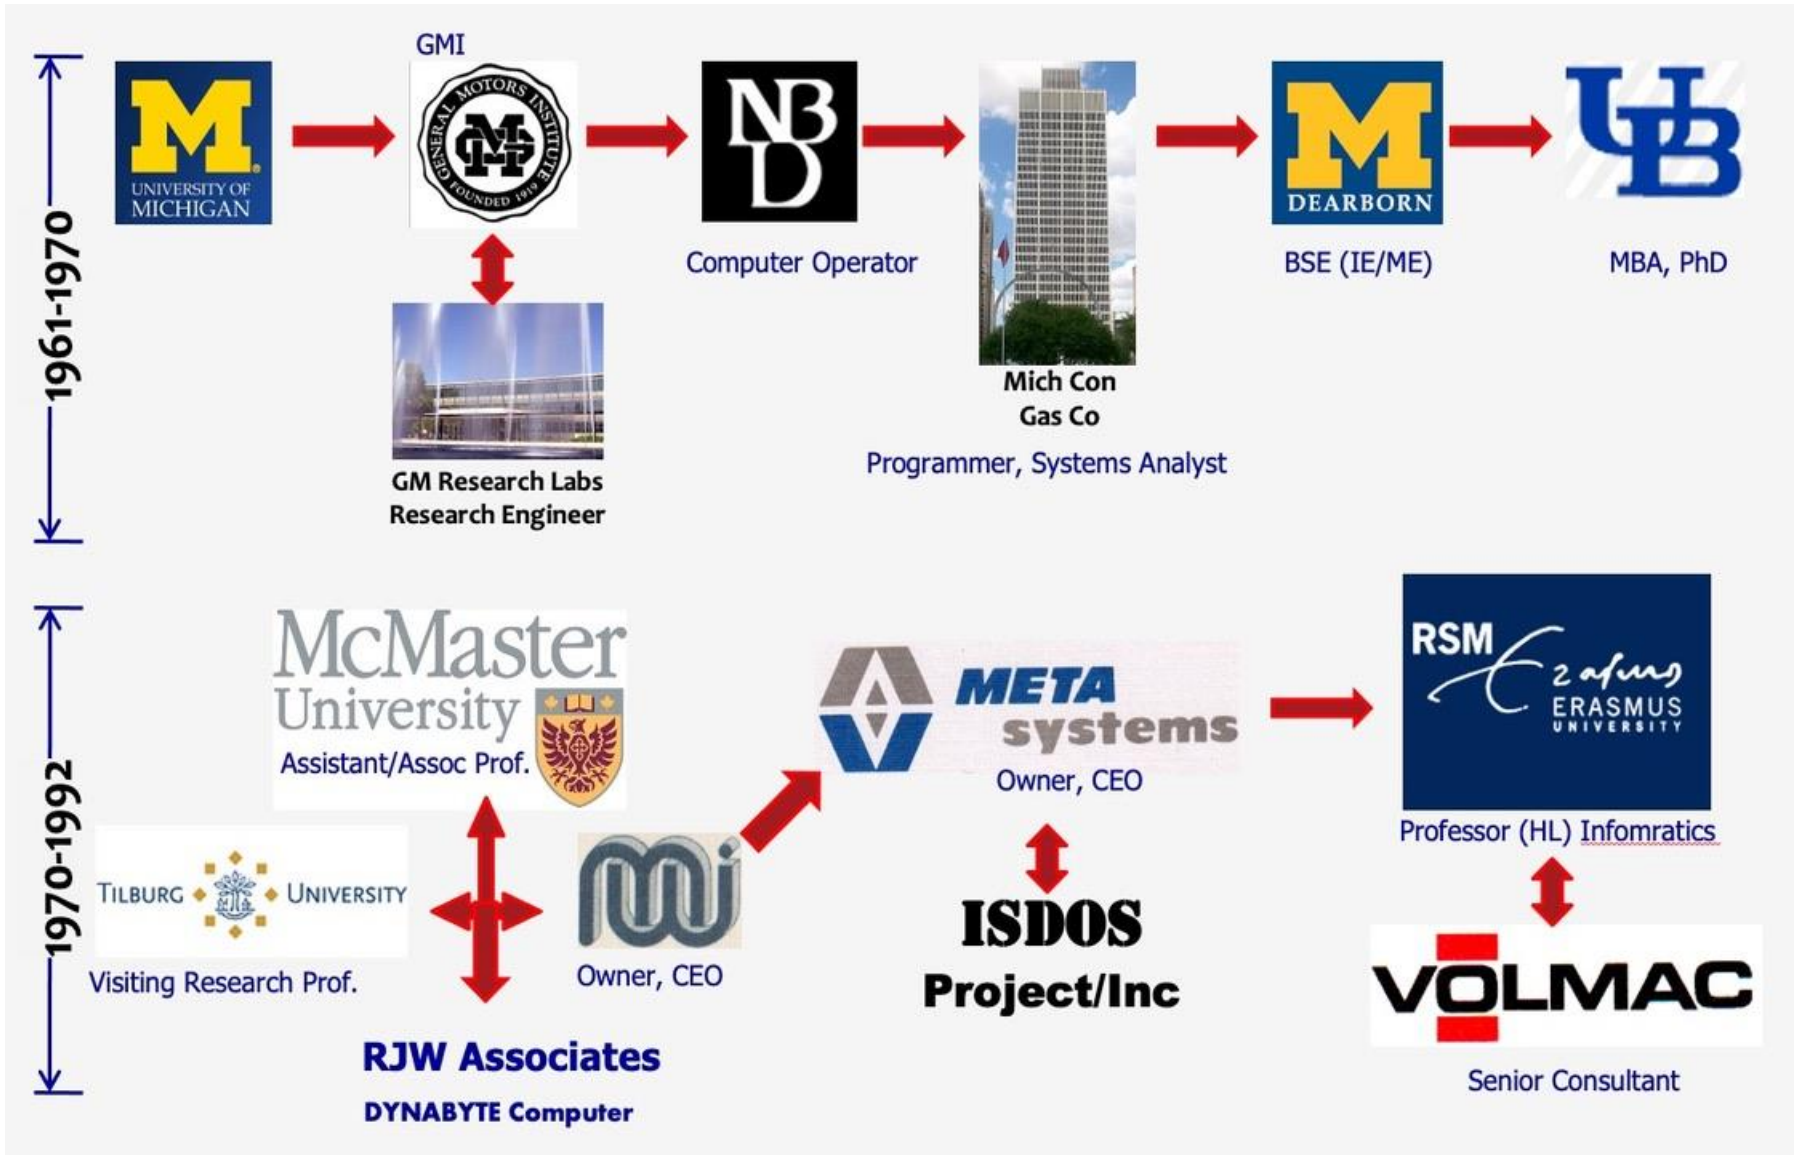 GMI
M
UNIVERSITY OF
MICHIGAN
GENERAL MOTORS INSTITUTE
FOUNDED 1919
NBD
M
DEARBORN
UB
Computer Operator
BSE (IE/ME)
MBA, PhD
1961-1970
Mich Con
Gas Co
Programmer, Systems Analyst
GM Research Labs
Research Engineer
1970-1992
McMaster
University
Assistant/Assoc Prof.
META
systems
Owner, CEO
RSM
Erasmus
ERASMUS
UNIVERSITY
Professor (HL) Infomratics
TILBURG UNIVERSITY
Visiting Research Prof.
Owner, CEO
ISDOS
Project/Inc
VOLMAC
Senior Consultant
RJW Associates
DYNABYTE Computer